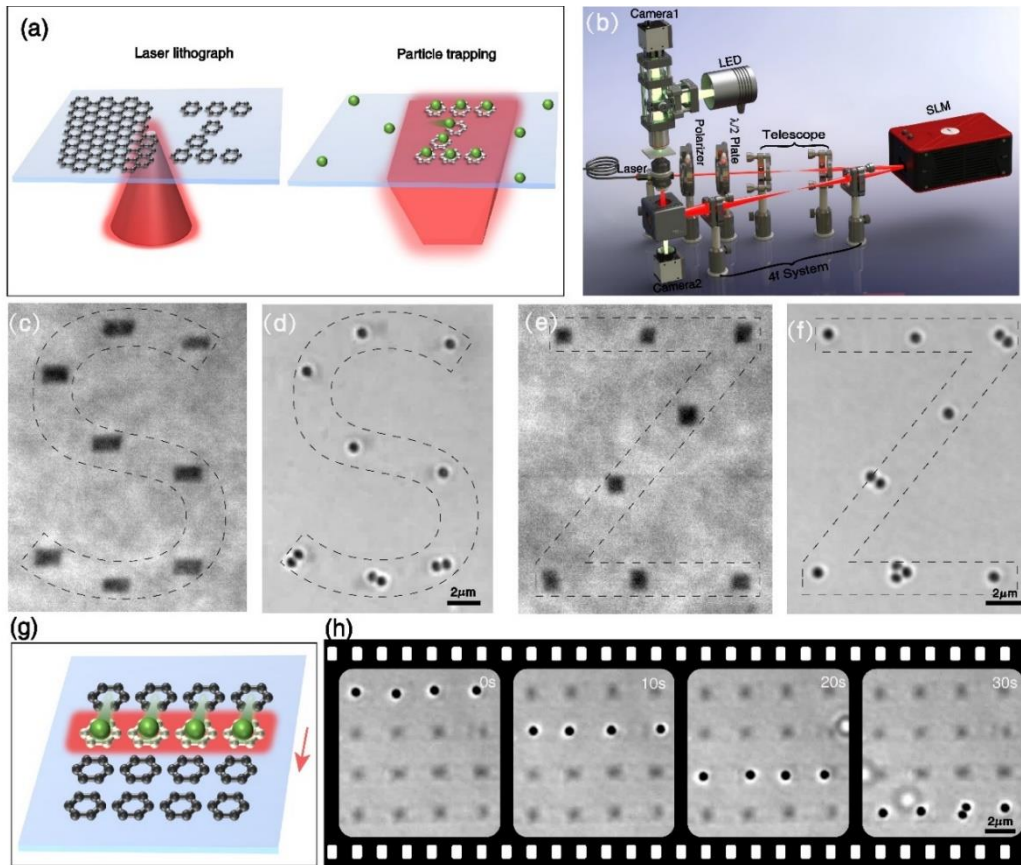 (a)
Laser lithograph
Particle trapping
(b)
Camera1
LED
SLM
Telescope
λ/2 Plate
Polarizer
Laser
Camera2
4f System
(c)
(d)
2μm
(e)
(f)
2μm
(g)
(h)
0s
10s
20s
30s
2μm